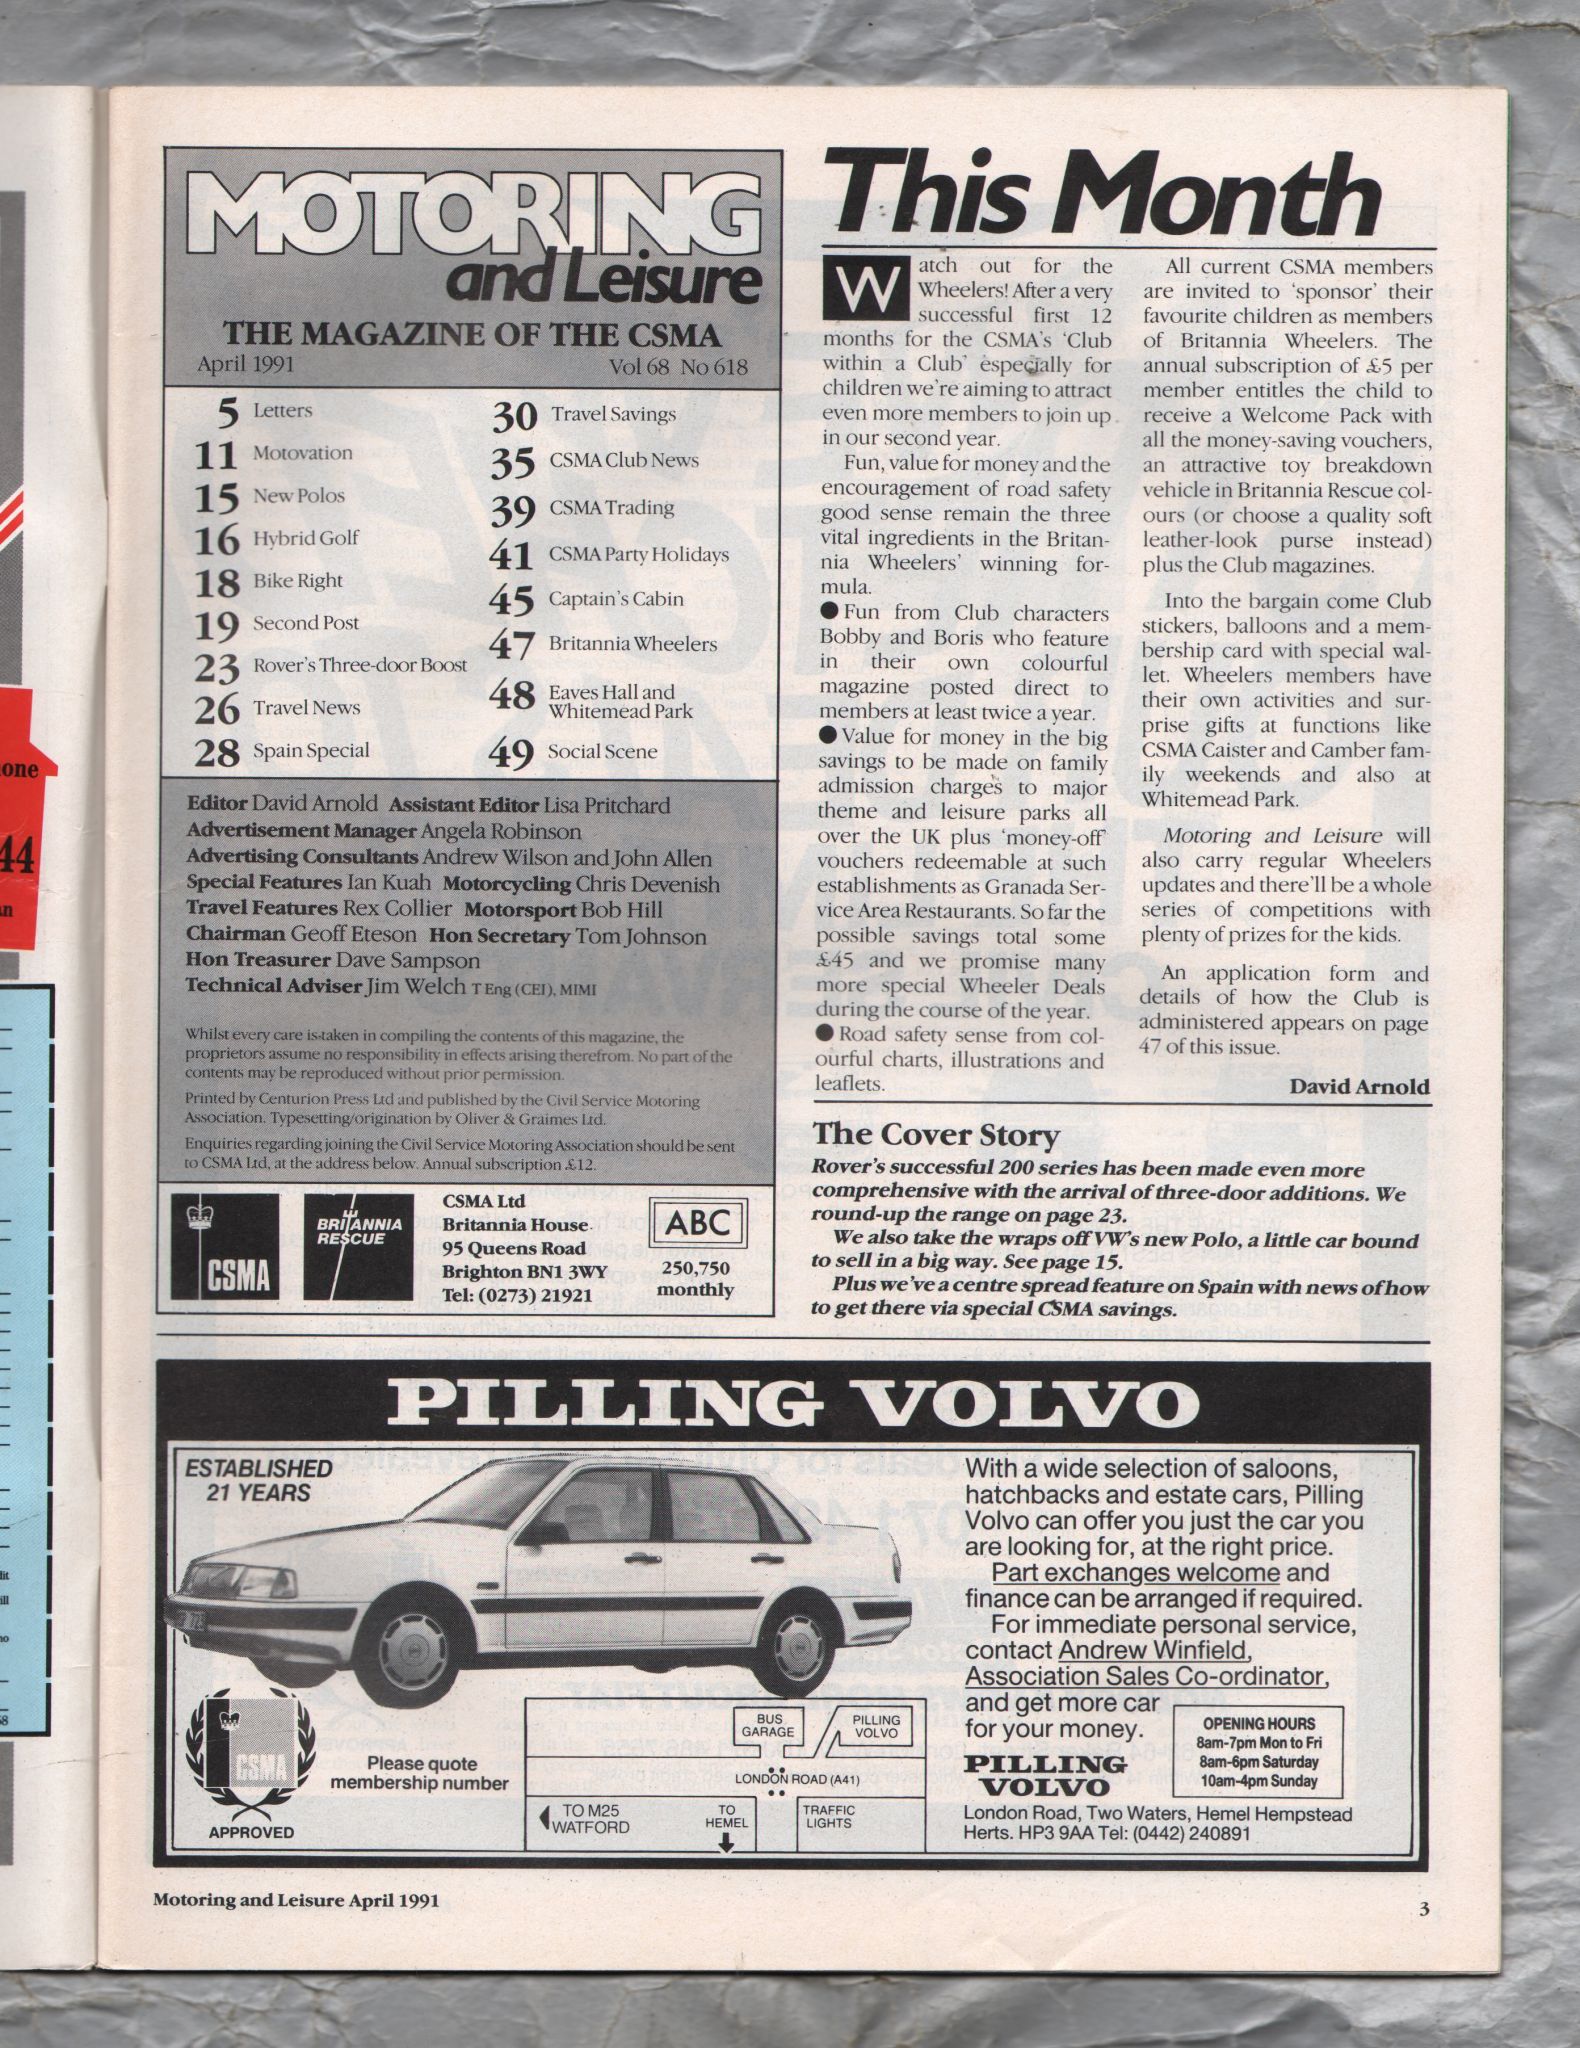 MOTORING
and Leisure
THE MAGAZINE OF THE CSMA
April 1991 Vol 68 No 618
5 Letters
11 Motovation
15 New Polos
16 Hybrid Golf
18 Bike Right
19 Second Post
23 Rover's Three-door Boost
26 Travel News
28 Spain Special
30 Travel Savings
35 CSMA Club News
39 CSMA Trading
41 CSMA Party Holidays
45 Captain's Cabin
47 Britannia Wheelers
48 Eaves Hall and
Whitemead Park
49 Social Scene
Editor David Arnold Assistant Editor Lisa Pritchard
Advertisement Manager Angela Robinson
Advertising Consultants Andrew Wilson and John Allen
Special Features Ian Kuah Motorcycling Chris Devenish
Travel Features Rex Collier Motorsport Bob Hill
Chairman Geoff Eteson Hon Secretary Tom Johnson
Hon Treasurer Dave Sampson
Technical Adviser Jim Welch T Eng (CEI), MIMI
Whilst every care is taken in compiling the contents of this magazine, the
proprietors assume no responsibility in effects arising therefrom. No part of the
contents may be reproduced without prior permission.
Printed by Centurion Press Ltd and published by the Civil Service Motoring
Association. Typesetting/origination by Oliver & Graimes Ltd.
Enquiries regarding joining the Civil Service Motoring Association should be sent
to CSMA Ltd, at the address below. Annual subscription £12.
CSMA
BRITANNIA
RESCUE
CSMA Ltd
Britannia House
95 Queens Road
Brighton BN1 3WY
Tel: (0273) 21921
ABC
250,750
monthly
This Month
Watch out for the
Wheelers! After a very
successful first 12
months for the CSMA's 'Club
within a Club' especially for
children we're aiming to attract
even more members to join up
in our second year.
Fun, value for money and the
encouragement of road safety
good sense remain the three
vital ingredients in the Britan-
nia Wheelers' winning for-
mula.
● Fun from Club characters
Bobby and Boris who feature
in their own colourful
magazine posted direct to
members at least twice a year.
● Value for money in the big
savings to be made on family
admission charges to major
theme and leisure parks all
over the UK plus 'money-off'
vouchers redeemable at such
establishments as Granada Ser-
vice Area Restaurants. So far the
possible savings total some
£45 and we promise many
more special Wheeler Deals
during the course of the year.
● Road safety sense from col-
ourful charts, illustrations and
leaflets.
All current CSMA members
are invited to 'sponsor' their
favourite children as members
of Britannia Wheelers. The
annual subscription of £5 per
member entitles the child to
receive a Welcome Pack with
all the money-saving vouchers,
an attractive toy breakdown
vehicle in Britannia Rescue col-
ours (or choose a quality soft
leather-look purse instead)
plus the Club magazines.
Into the bargain come Club
stickers, balloons and a mem-
bership card with special wal-
let. Wheelers members have
their own activities and sur-
prise gifts at functions like
CSMA Caister and Camber fam-
ily weekends and also at
Whitemead Park.
Motoring and Leisure will
also carry regular Wheelers
updates and there'll be a whole
series of competitions with
plenty of prizes for the kids.
An application form and
details of how the Club is
administered appears on page
47 of this issue.
David Arnold
The Cover Story
Rover's successful 200 series has been made even more
comprehensive with the arrival of three-door additions. We
round-up the range on page 23.
We also take the wraps off VW's new Polo, a little car bound
to sell in a big way. See page 15.
Plus we've a centre spread feature on Spain with news of how
to get there via special CSMA savings.
PILLING VOLVO
ESTABLISHED
21 YEARS
CSMA
APPROVED
Please quote
membership number
BUS
GARAGE
PILLING
VOLVO
LONDON ROAD (A41)
TO M25
WATFORD
TO
HEMEL
TRAFFIC
LIGHTS
With a wide selection of saloons,
hatchbacks and estate cars, Pilling
Volvo can offer you just the car you
are looking for, at the right price.
Part exchanges welcome and
finance can be arranged if required.
For immediate personal service,
contact Andrew Winfield,
Association Sales Co-ordinator,
and get more car
for your money.
OPENING HOURS
8am-7pm Mon to Fri
8am-6pm Saturday
10am-4pm Sunday
PILLING
VOLVO
London Road, Two Waters, Hemel Hempstead
Herts. HP3 9AA Tel: (0442) 240891
Motoring and Leisure April 1991
3